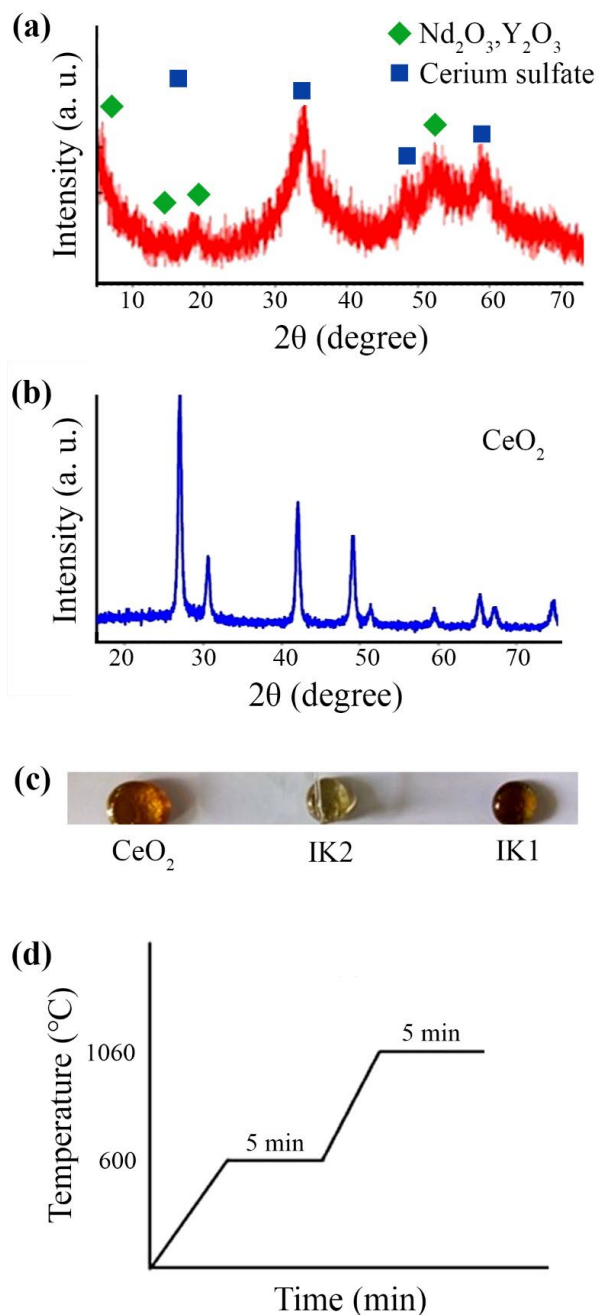 (a)
Nd₂O₃,Y₂O₃
Cerium sulfate
Intensity (a. u.)
10 20 30 40 50 60 70
2θ (degree)
(b)
CeO₂
Intensity (a. u.)
20 30 40 50 60 70
2θ (degree)
(c)
CeO₂ IK2 IK1
(d)
Temperature (°C)
1060
5 min
600
5 min
Time (min)